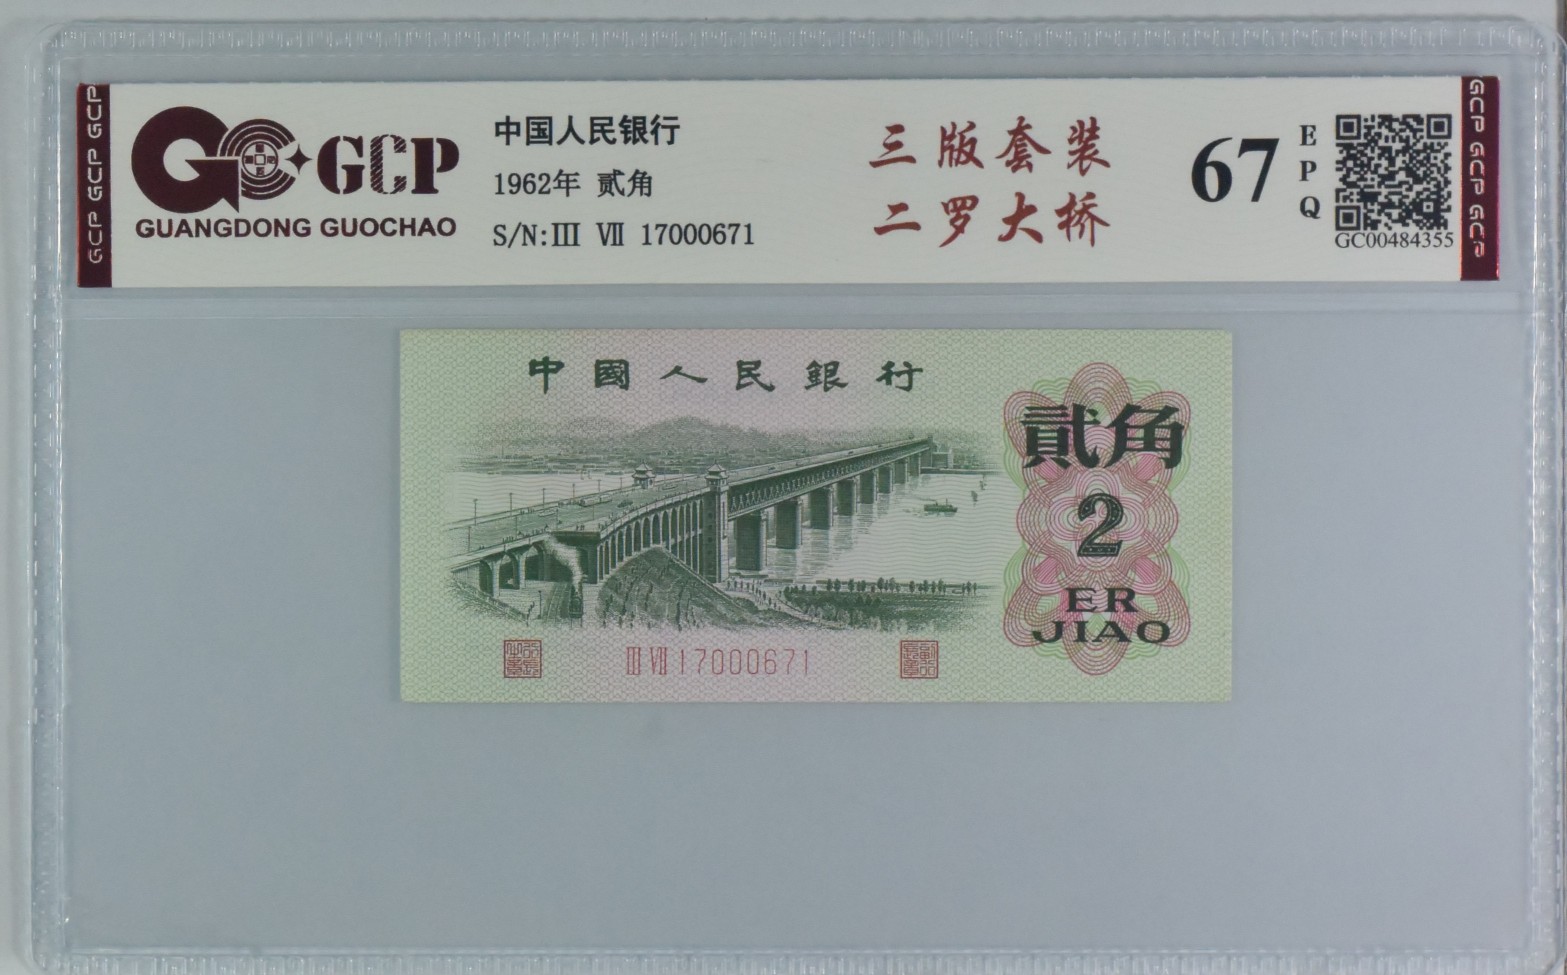 GCP GCP GCP
GCP
GUANGDONG GUOCHAO
中国人民银行
1962年 贰角
S/N:Ⅲ Ⅶ 17000671
三版套装
二罗大桥
67
EPQ
GC00484355
GCP GCP GCP
中國人民銀行
貳角
2
ER
JIAO
Ⅲ Ⅶ 17000671